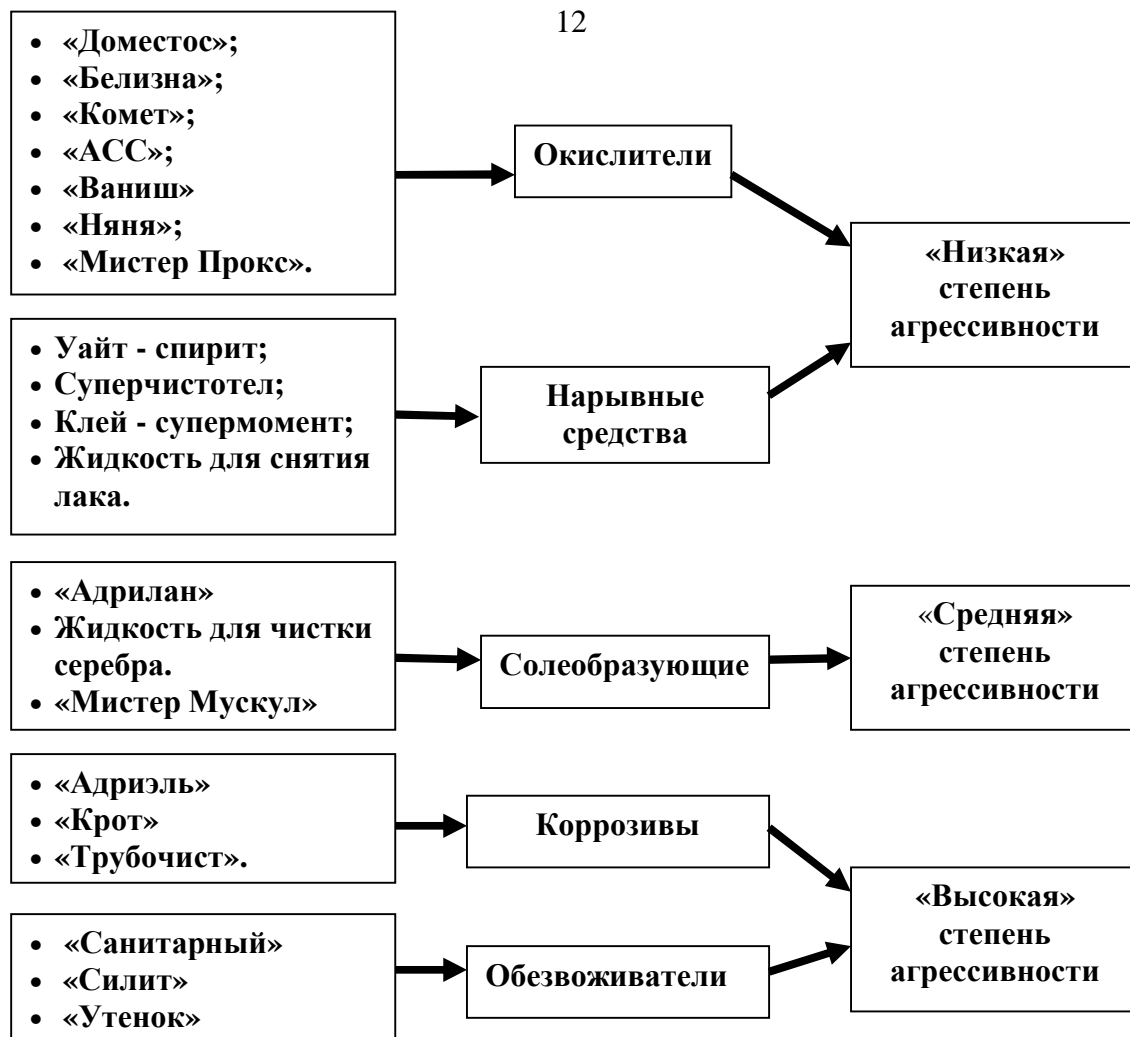 12
• «Доместос»;
• «Белизна»;
• «Комет»;
• «АСС»;
• «Ваниш»
• «Няня»;
• «Мистер Прокс».
Окислители
«Низкая»
степень
агрессивности
• Уайт - спирит;
• Суперчистотел;
• Клей - супермомент;
• Жидкость для снятия
лака.
Нарывные
средства
• «Адрилан»
• Жидкость для чистки
серебра.
• «Мистер Мускул»
Солеобразующие
«Средняя»
степень
агрессивности
• «Адриэль»
• «Крот»
• «Трубочист».
Коррозивы
«Высокая»
степень
агрессивности
• «Санитарный»
• «Силит»
• «Утенок»
Обезвоживатели